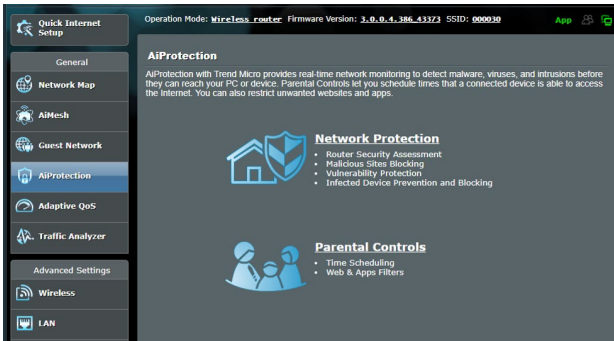 Quick Internet
Setup
Operation Mode: Wireless router Firmware Version: 3.0.0.4.386_43373 SSID: 000030
App
General
Network Map
AiMesh
Guest Network
AiProtection
Adaptive QoS
Traffic Analyzer
Advanced Settings
Wireless
LAN
AiProtection
AiProtection with Trend Micro provides real-time network monitoring to detect malware, viruses, and intrusions before
they can reach your PC or device. Parental Controls let you schedule times that a connected device is able to access
the Internet. You can also restrict unwanted websites and apps.
Network Protection
• Router Security Assessment
• Malicious Sites Blocking
• Vulnerability Protection
• Infected Device Prevention and Blocking
Parental Controls
• Time Scheduling
• Web & Apps Filters